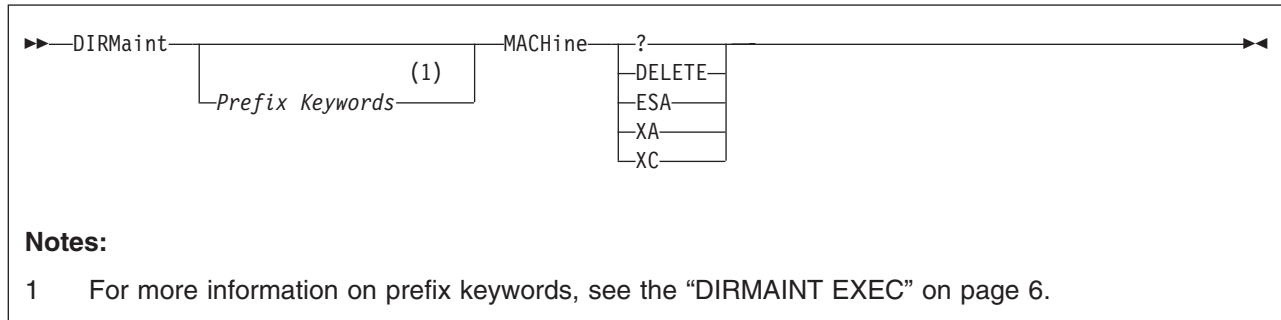 DIRMaint MACHine ?
(1) DELETE
Prefix Keywords ESA
XA
XC
Notes:
1 For more information on prefix keywords, see the “DIRMAINT EXEC” on page 6.